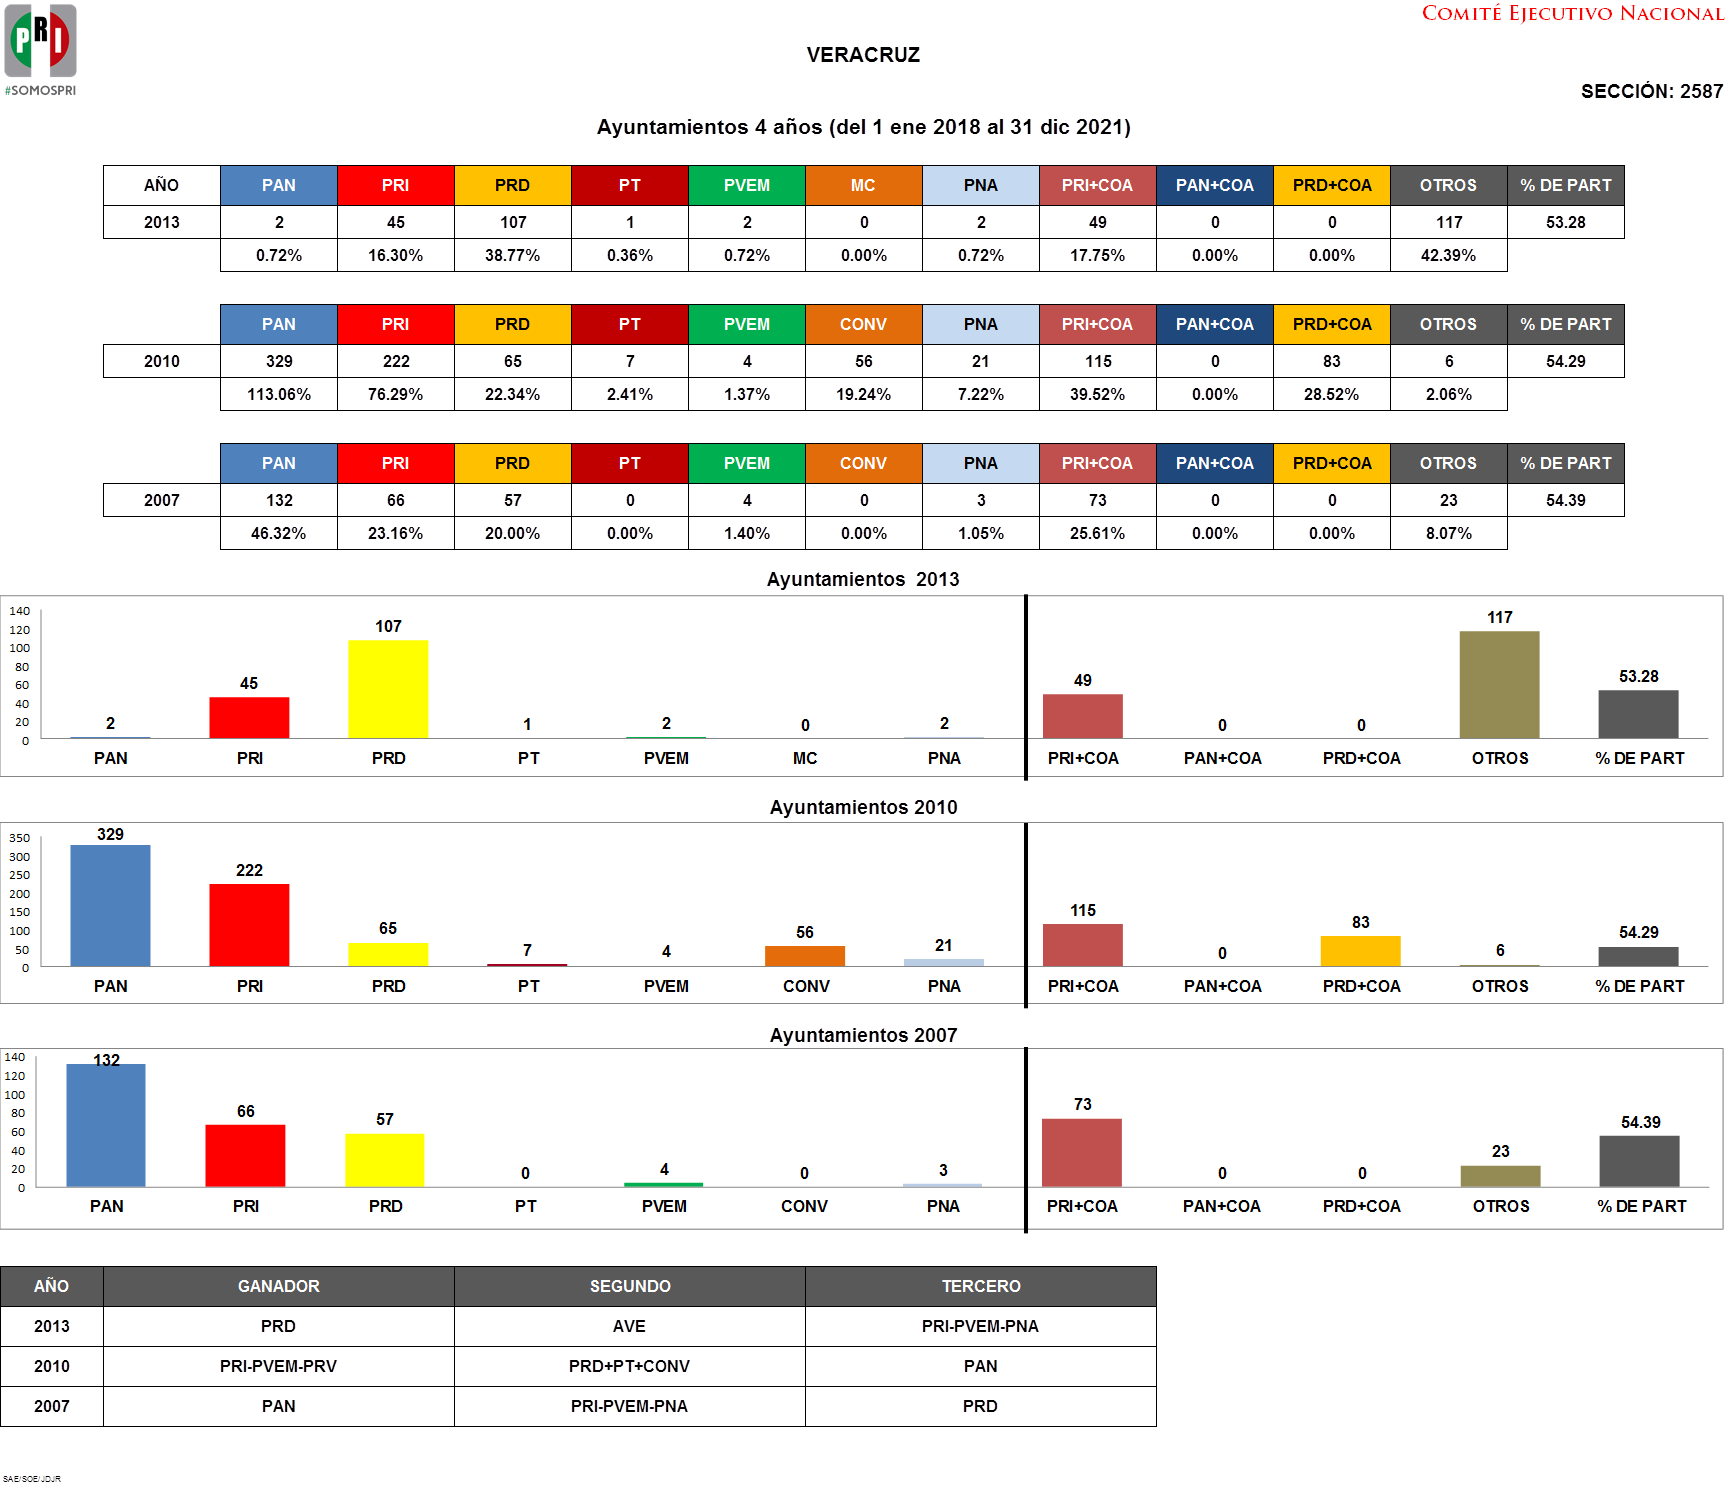 PRI
#SOMOSPRI
COMITÉ EJECUTIVO NACIONAL
VERACRUZ
SECCIÓN: 2587
Ayuntamientos 4 años (del 1 ene 2018 al 31 dic 2021)
AÑO PAN PRI PRD PT PVEM MC PNA PRI+COA PAN+COA PRD+COA OTROS % DE PART
2013 2 45 107 1 2 0 2 49 0 0 117 53.28
0.72% 16.30% 38.77% 0.36% 0.72% 0.00% 0.72% 17.75% 0.00% 0.00% 42.39%
PAN PRI PRD PT PVEM CONV PNA PRI+COA PAN+COA PRD+COA OTROS % DE PART
2010 329 222 65 7 4 56 21 115 0 83 6 54.29
113.06% 76.29% 22.34% 2.41% 1.37% 19.24% 7.22% 39.52% 0.00% 28.52% 2.06%
PAN PRI PRD PT PVEM CONV PNA PRI+COA PAN+COA PRD+COA OTROS % DE PART
2007 132 66 57 0 4 0 3 73 0 0 23 54.39
46.32% 23.16% 20.00% 0.00% 1.40% 0.00% 1.05% 25.61% 0.00% 0.00% 8.07%
Ayuntamientos 2013
140
120
100
80
60
40
20
0
2 45 107 1 2 0 2 49 0 0 117 53.28
PAN PRI PRD PT PVEM MC PNA PRI+COA PAN+COA PRD+COA OTROS % DE PART
Ayuntamientos 2010
350
300
250
200
150
100
50
0
329 222 65 7 4 56 21 115 0 83 6 54.29
PAN PRI PRD PT PVEM CONV PNA PRI+COA PAN+COA PRD+COA OTROS % DE PART
Ayuntamientos 2007
140
120
100
80
60
40
20
0
132 66 57 0 4 0 3 73 0 0 23 54.39
PAN PRI PRD PT PVEM CONV PNA PRI+COA PAN+COA PRD+COA OTROS % DE PART
AÑO GANADOR SEGUNDO TERCERO
2013 PRD AVE PRI-PVEM-PNA
2010 PRI-PVEM-PRV PRD+PT+CONV PAN
2007 PAN PRI-PVEM-PNA PRD
SAE/SOE/JDJR